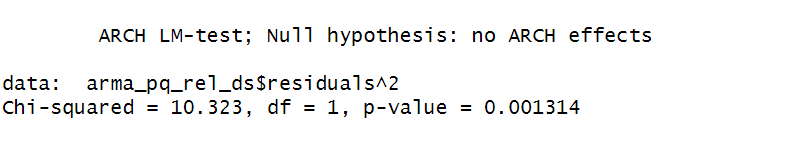 ARCH LM-test; Null hypothesis: no ARCH effects
data: arma_pq_rel_ds$residuals^2
Chi-squared = 10.323, df = 1, p-value = 0.001314